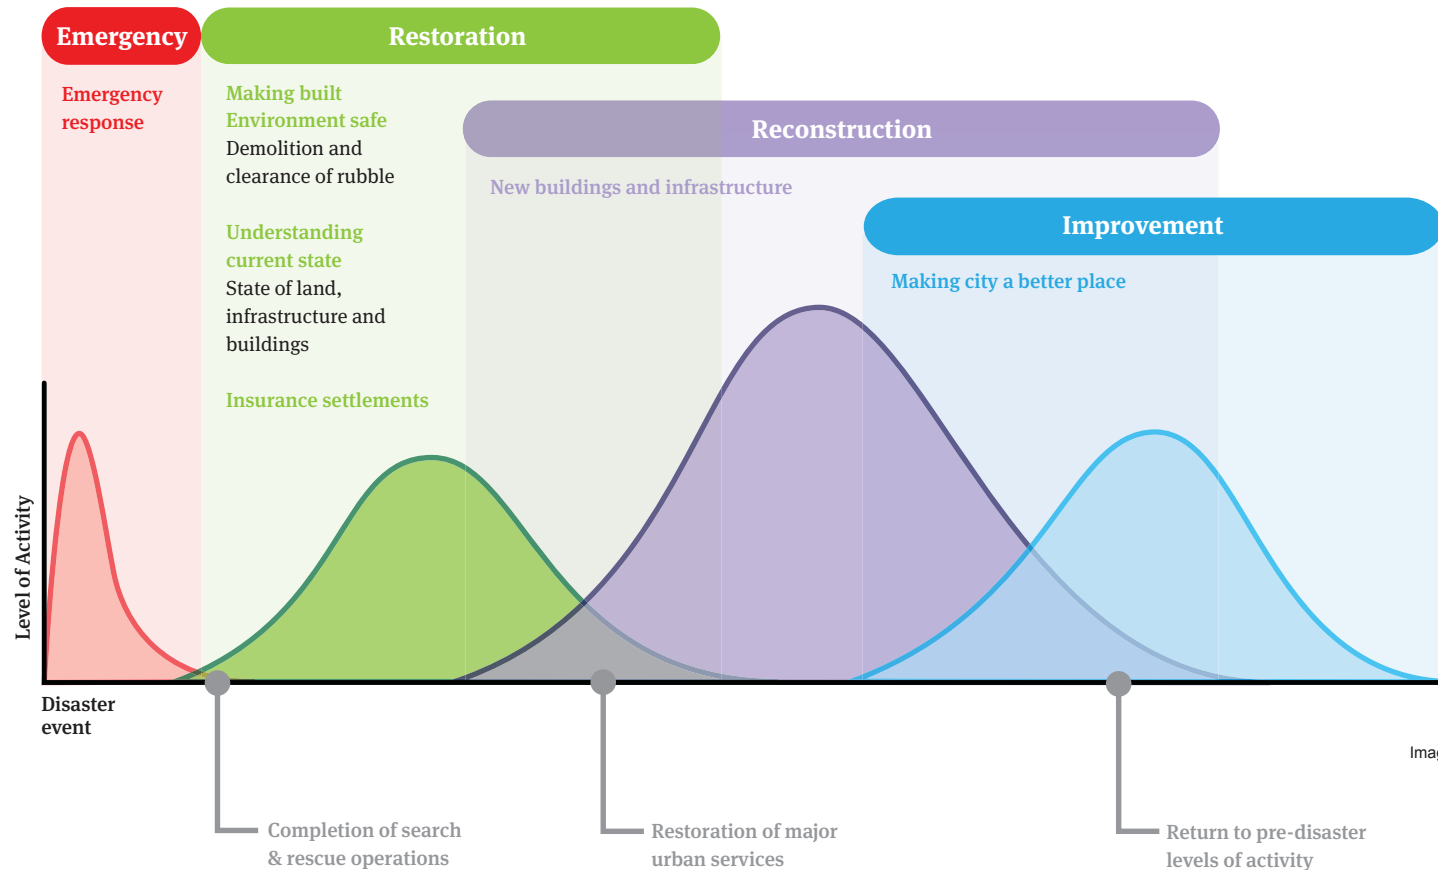 Emergency
Restoration
Emergency
response
Making built
Environment safe
Demolition and
clearance of rubble
Understanding
current state
State of land,
infrastructure and
buildings
Insurance settlements
Reconstruction
New buildings and infrastructure
Improvement
Making city a better place
Level of Activity
Disaster
event
Completion of search
& rescue operations
Restoration of major
urban services
Return to pre-disaster
levels of activity